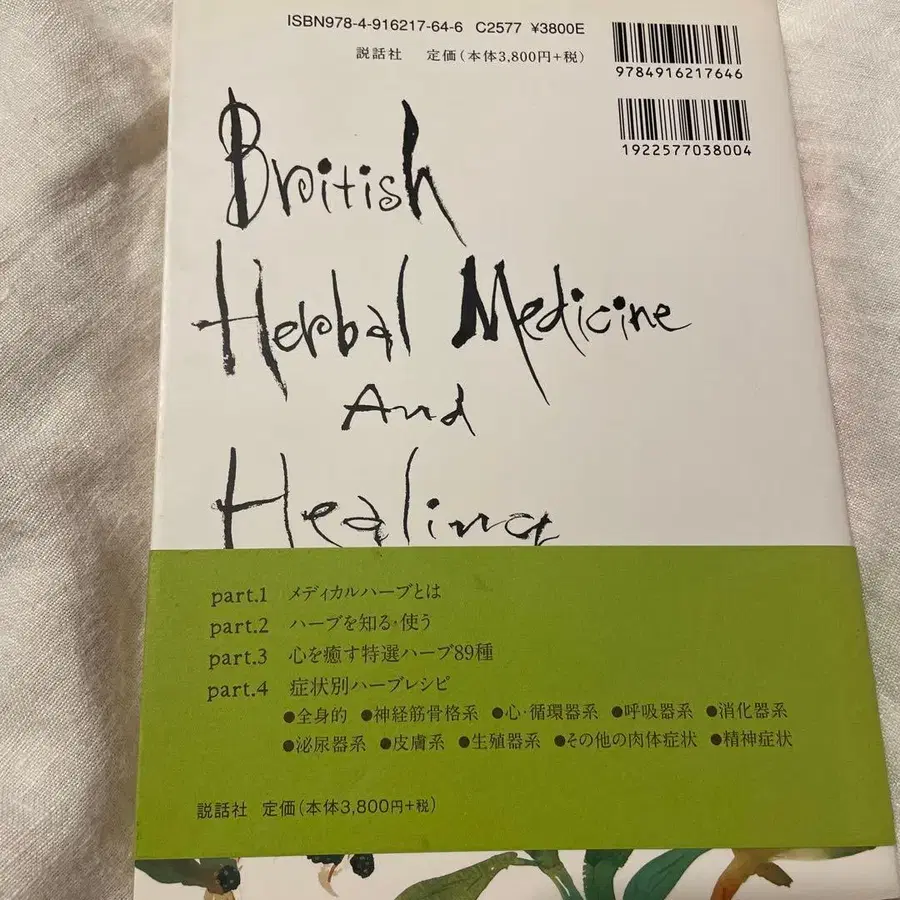 ISBN978-4-916217-64-6 C2577 ¥3800E
説話社 定価(本体3,800円+税)
9784916217646
1922577038004
British
Herbal Medicine
And
Healing
part.1 メディカルハーブとは
part.2 ハーブを知る・使う
part.3 心を癒す特選ハーブ89種
part.4 症状別ハーブレシピ
●全身的 ●神経筋骨格系 ●心・循環器系 ●呼吸器系 ●消化器系
●泌尿器系 ●皮膚系 ●生殖器系 ●その他の肉体症状 ●精神症状
説話社 定価(本体3,800円+税)